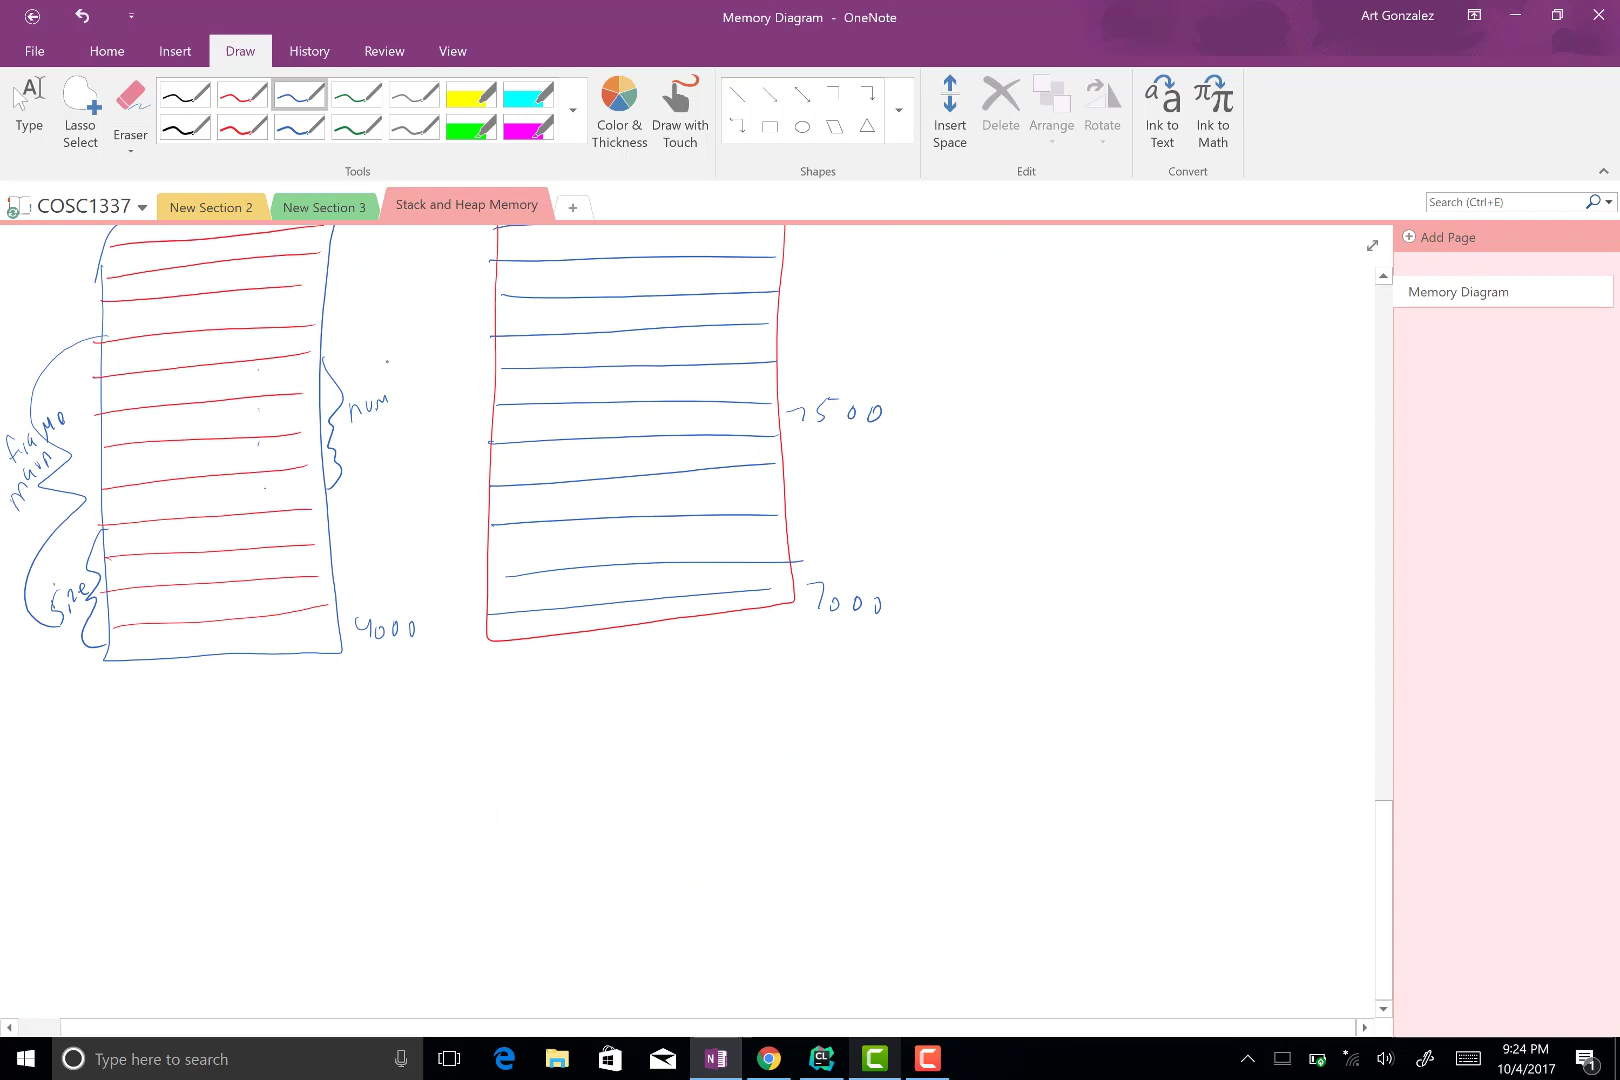 Memory Diagram - OneNote
Art Gonzalez
File Home Insert Draw History Review View
Type
Lasso Select
Eraser
Color & Thickness
Draw with Touch
Insert Space
Delete
Arrange
Rotate
Ink to Text
Ink to Math
Tools
Shapes
Edit
Convert
COSC1337
New Section 2
New Section 3
Stack and Heap Memory
Search (Ctrl+E)
Add Page
Memory Diagram
num
7500
main
size
4000
7000
Type here to search
9:24 PM
10/4/2017